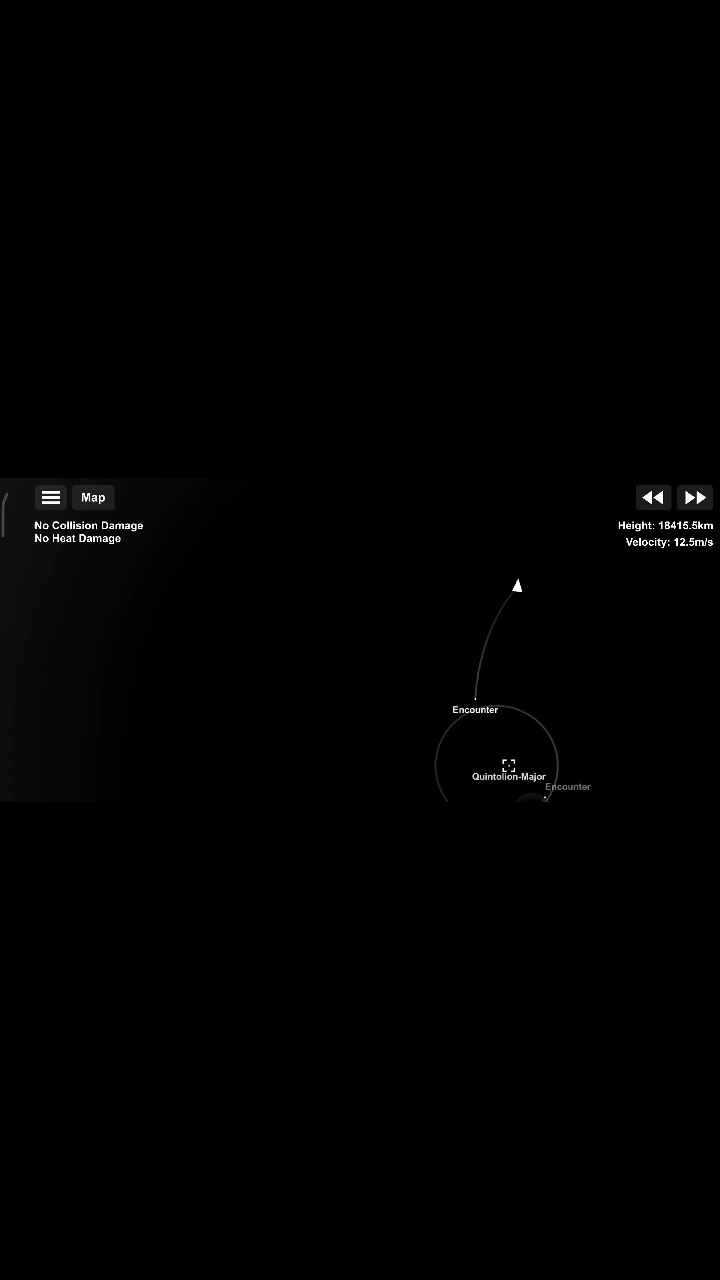 Map
No Collision Damage
No Heat Damage
Height: 18415.5km
Velocity: 12.5m/s
Encounter
Quintolion-Major
Encounter